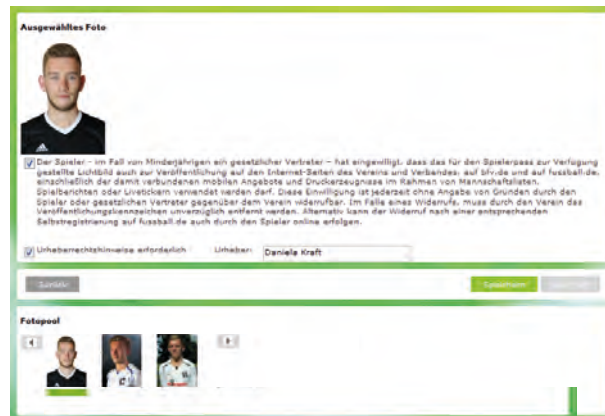 Ausgewähltes Foto
Der Spieler - im Fall von Minderjährigen ein gesetzlicher Vertreter - hat eingewilligt, dass das für den Spielerpass zur Verfügung
gestellte Lichtbild auch zur Veröffentlichung auf den Internet-Seiten des Vereins und Verbandes, auf bfv.de und auf fussball.de,
einschließlich der damit verbundenen mobilen Angebote und Druckerzeugnisse im Rahmen von Mannschaftslisten,
Spielberichten oder Livetickern verwendet werden darf. Diese Einwilligung ist jederzeit ohne Angabe von Gründen durch den
Spieler oder gesetzlichen Vertreter gegenüber dem Verein widerrufbar. Im Falle eines Widerrufs, muss durch den Verein das
Veröffentlichungskennzeichen unverzüglich entfernt werden. Alternativ kann der Widerruf nach einer entsprechenden
Selbstregistrierung auf fussball.de auch durch den Spieler online erfolgen.
Urheberrechtshinweise erforderlich Urheber: Daniela Kraft
Zurück Speichern
Fotopool